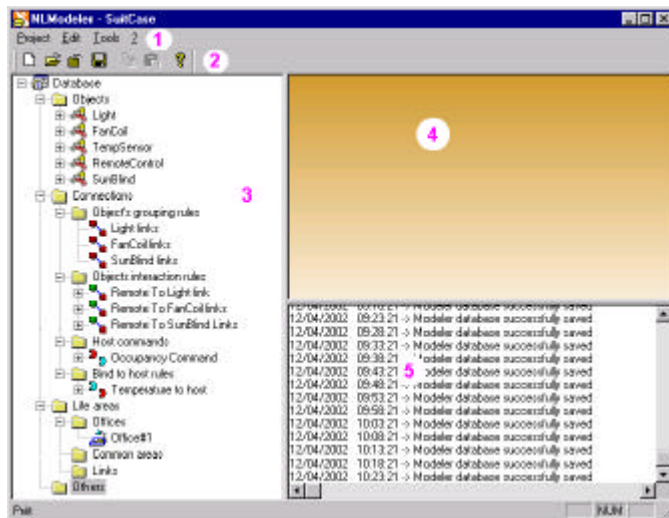 NLModeler - SuitCase
Project Edit Tools ? 1
2
Database
Objects
Light
FanCoil
TempSensor
RemoteControl
SunBlind
Connections
3
Object's grouping rules
Light links
FanCoil links
SunBlind links
Objects interaction rules
Remote To Light link
Remote To FanCoil links
Remote To SunBlind Links
Host commands
Occupancy Command
Bind to host rules
Temperature to host
Life areas
Offices
Office#1
Common areas
Links
Others
4
12/04/2002 09:18:21 -> Modeler database successfully saved
12/04/2002 09:23:21 -> Modeler database successfully saved
12/04/2002 09:28:21 -> Modeler database successfully saved
12/04/2002 09:33:21 -> Modeler database successfully saved
12/04/2002 09:38:21 Modeler database successfully saved
12/04/2002 09:43:21 5 odeler database successfully saved
12/04/2002 09:48:21 Modeler database successfully saved
12/04/2002 09:53:21 -> Modeler database successfully saved
12/04/2002 09:58:21 -> Modeler database successfully saved
12/04/2002 10:03:21 -> Modeler database successfully saved
12/04/2002 10:08:21 -> Modeler database successfully saved
12/04/2002 10:13:21 -> Modeler database successfully saved
12/04/2002 10:18:21 -> Modeler database successfully saved
12/04/2002 10:23:21 -> Modeler database successfully saved
NUM